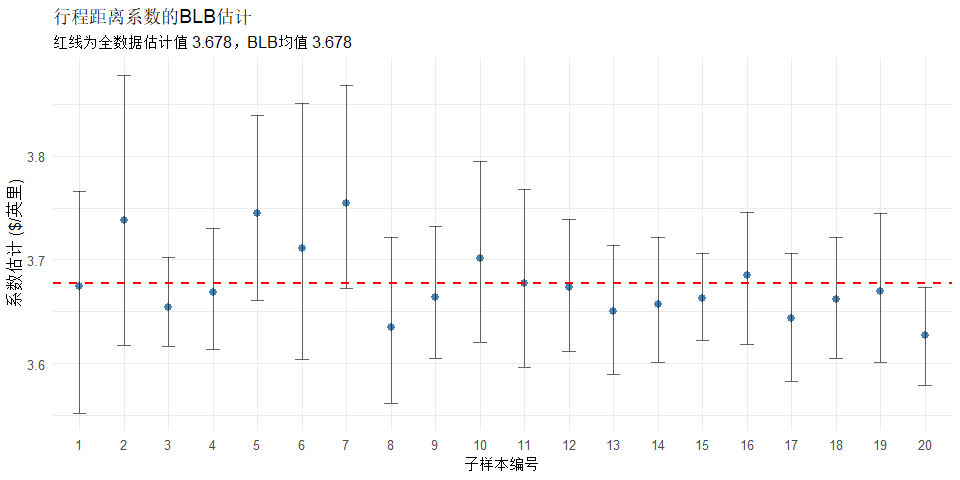 行程距离系数的BLB估计
红线为全数据估计值 3.678，BLB均值 3.678
系数估计 ($/英里)
3.8
3.7
3.6
1 2 3 4 5 6 7 8 9 10 11 12 13 14 15 16 17 18 19 20
子样本编号